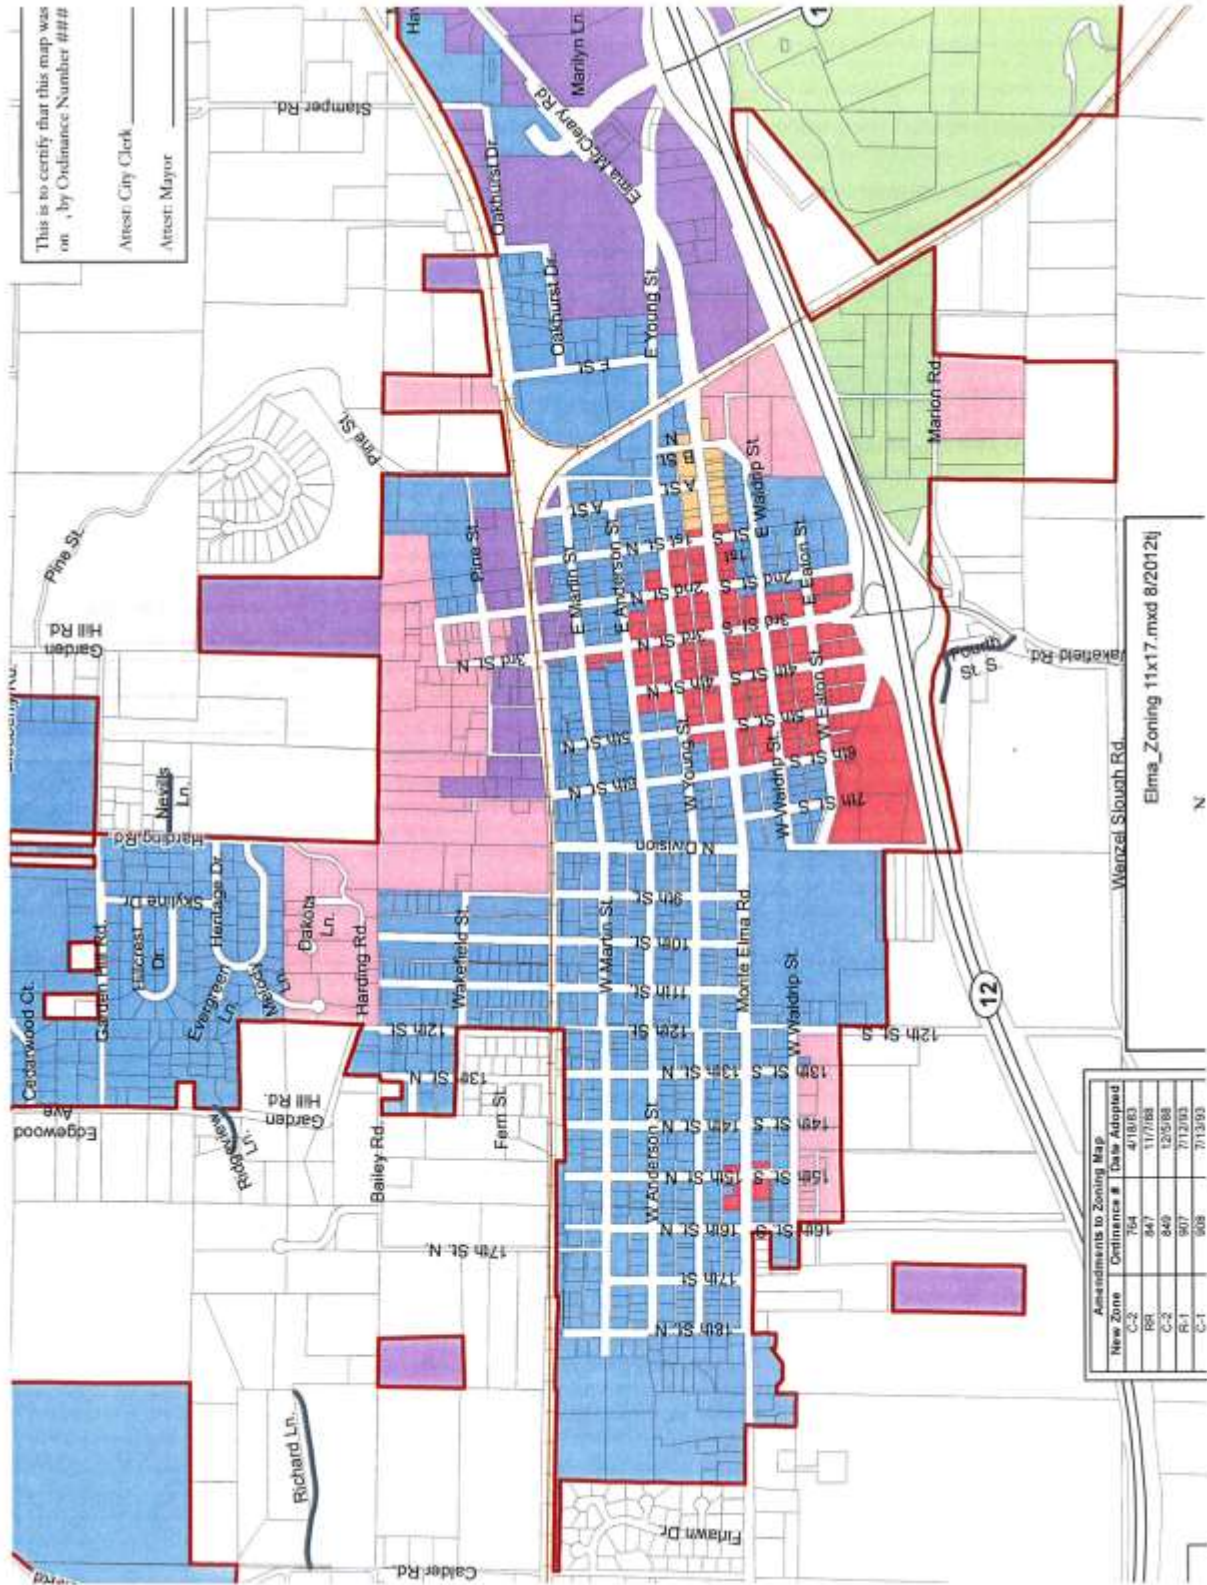 This is to certify that this map was
on , by Ordinance Number ###
Attest: City Clerk
Attest: Mayor
Stamper Rd.
Marilyn Ln.
Elma McCleary Rd
Oakhurst Dr.
Oakhurst Dr.
E Young St.
F St.
Pine St.
Pine St.
Pine St.
Garden
Hill Rd.
3rd St. N
E Martin St.
E Anderson St.
A St.
A St.
B St.
N
1st St. N
1st
St. S
2nd St. N
2nd St. S
3rd St. N
3rd St. S
4th St. N
4th St. S
5th St. N
5th St. S
6th St. N
6th St. S
7th St. S
E Waldrip St.
E Waldrip St.
E Eaton St.
W Eaton St.
W Young St.
W Waldrip St.
W Waldrip St.
Marion Rd
Fourth
St. S
Wenzel Slough Rd.
Nevills
Ln.
Harding Rd
Skyline Dr
Heritage Dr
Hillcrest
Dr.
Dakota
Ln.
Evergreen
Ln.
Melody
Ln
Garden Hill Rd.
Cedarwood Ct.
Edgewood
Ave
Harding Rd.
Wakefield St.
N Division
9th St.
10th St.
11th St.
12th St.
12th St.
12th St. S
W Martin St.
Monte Elma Rd
13th St. N
13th St. N
13th St. S
14th St. N
14th St. S
15th St. N
15th St. S
16th St. N
16th St. S
17th St. N.
17th St
18th St. N
W Anderson St.
Fern St.
Bailey Rd.
Garden
Hill Rd.
Ridgeview
Ln.
Richard Ln.
Calder Rd.
Firlawn Dr.
12
Elma_Zoning 11x17.mxd 8/2012tj
N
Amendments to Zoning Map
New Zone Ordinance # Date Adopted
C-2 764 4/18/83
RR 847 11/7/88
C-2 849 12/5/88
R-1 907 7/12/93
C-1 908 7/13/93